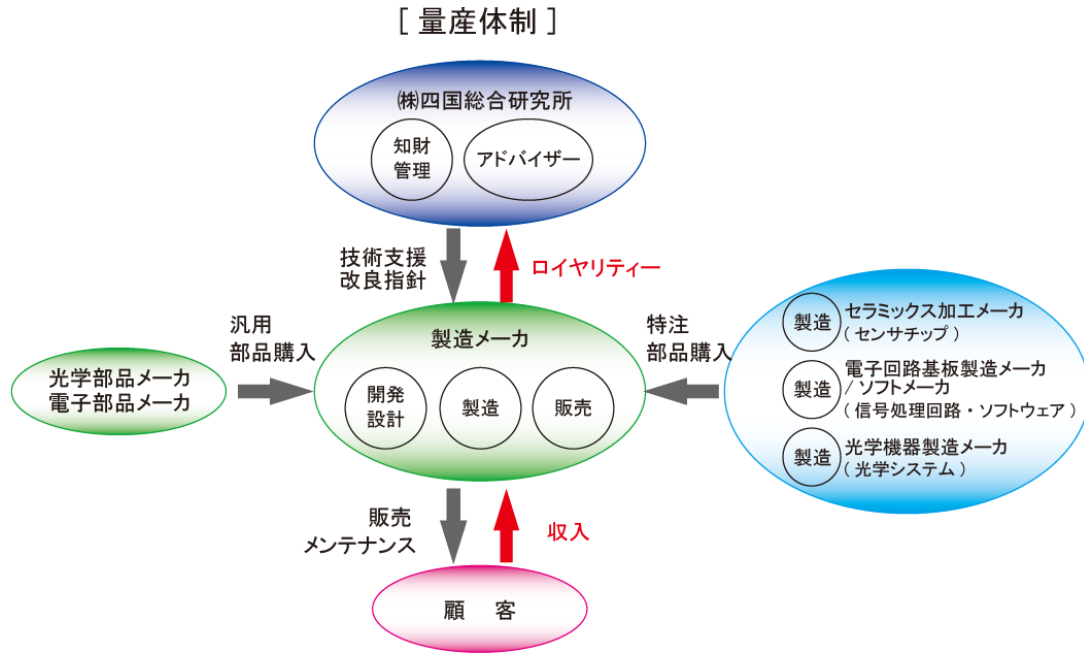 [ 量産体制 ]
㈱四国総合研究所
知財
管理
アドバイザー
技術支援
改良指針
ロイヤリティー
汎用
部品購入
製造メーカ
特注
部品購入
光学部品メーカ
電子部品メーカ
開発
設計
製造
販売
製造
セラミックス加工メーカ
( センサチップ )
製造
電子回路基板製造メーカ
/ソフトメーカ
( 信号処理回路・ソフトウェア )
製造
光学機器製造メーカ
( 光学システム )
販売
メンテナンス
収入
顧 客